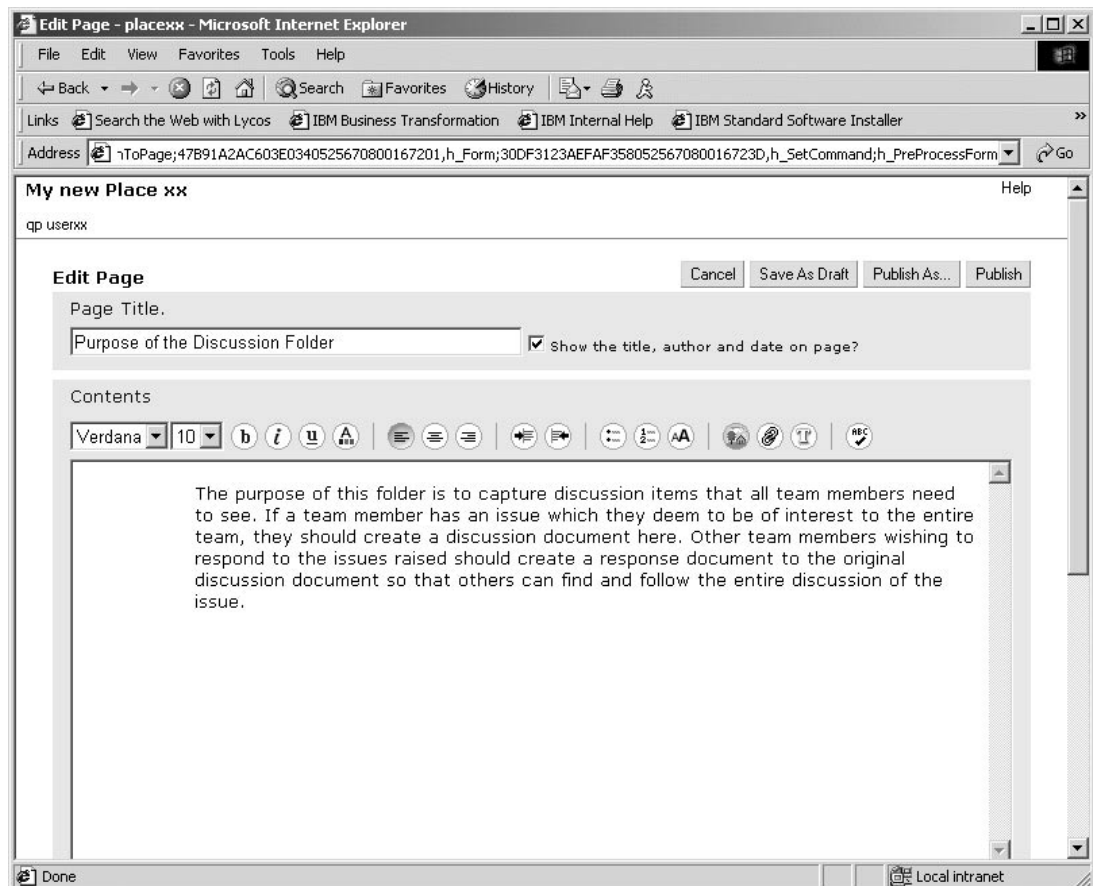 Edit Page - placexx - Microsoft Internet Explorer
File Edit View Favorites Tools Help
Back Search Favorites History
Links Search the Web with Lycos IBM Business Transformation IBM Internal Help IBM Standard Software Installer »
Address ToPage;47B91A2AC603E0340525670800167201,h_Form;30DF3123AEFAF3580525670800167​23D,h_SetCommand;h_PreProcessForm Go
My new Place xx Help
qp userxx
Edit Page Cancel Save As Draft Publish As... Publish
Page Title.
Purpose of the Discussion Folder Show the title, author and date on page?
Contents
Verdana 10 b i u A AA T ABC
The purpose of this folder is to capture discussion items that all team members need
to see. If a team member has an issue which they deem to be of interest to the entire
team, they should create a discussion document here. Other team members wishing to
respond to the issues raised should create a response document to the original
discussion document so that others can find and follow the entire discussion of the
issue.
Done Local intranet